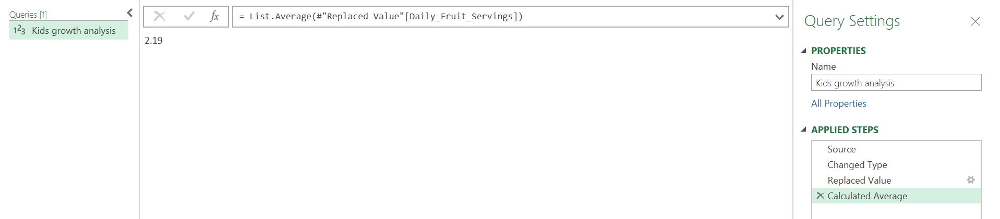 Queries [1]
1²3 Kids growth analysis
fx
= List.Average(#"Replaced Value"[Daily_Fruit_Servings])
2.19
Query Settings
PROPERTIES
Name
Kids growth analysis
All Properties
APPLIED STEPS
Source
Changed Type
Replaced Value
Calculated Average